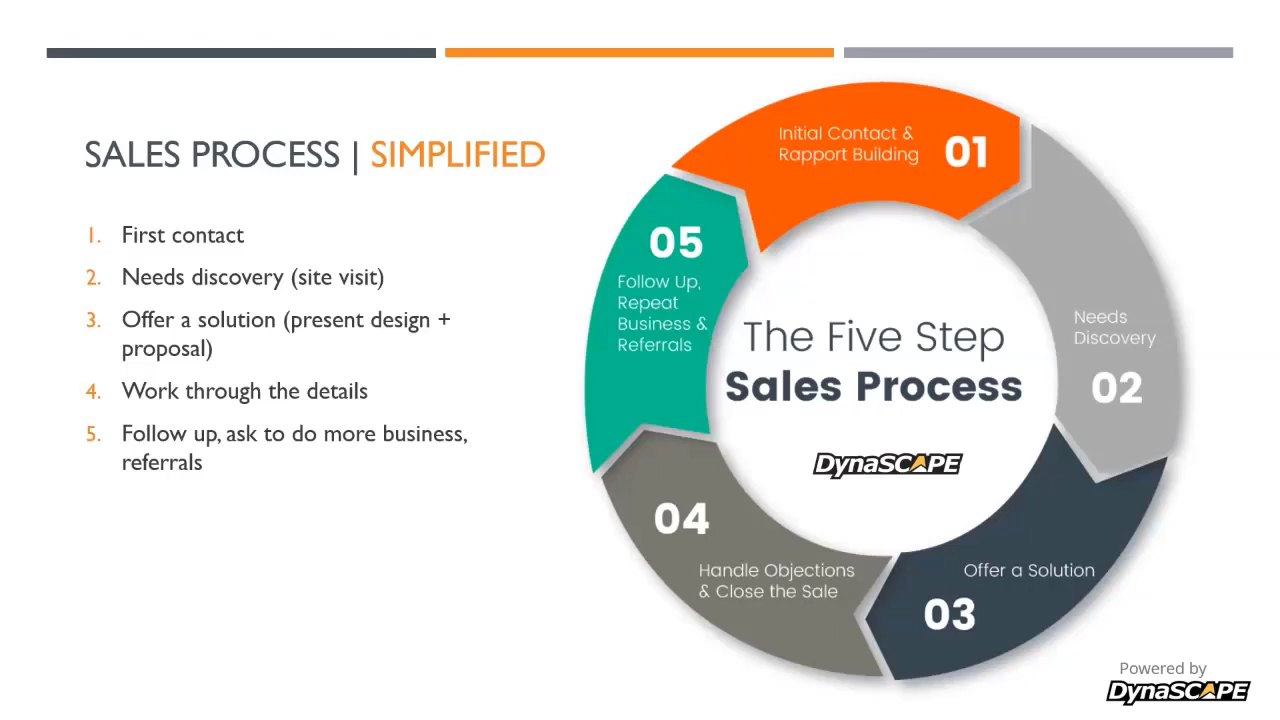 SALES PROCESS | SIMPLIFIED
1. First contact
2. Needs discovery (site visit)
3. Offer a solution (present design +
proposal)
4. Work through the details
5. Follow up, ask to do more business,
referrals
Initial Contact &
Rapport Building
01
Needs
Discovery
02
Offer a Solution
03
04
Handle Objections
& Close the Sale
05
Follow Up,
Repeat
Business &
Referrals
The Five Step
Sales Process
DynaSCAPE
Powered by
DynaSCAPE